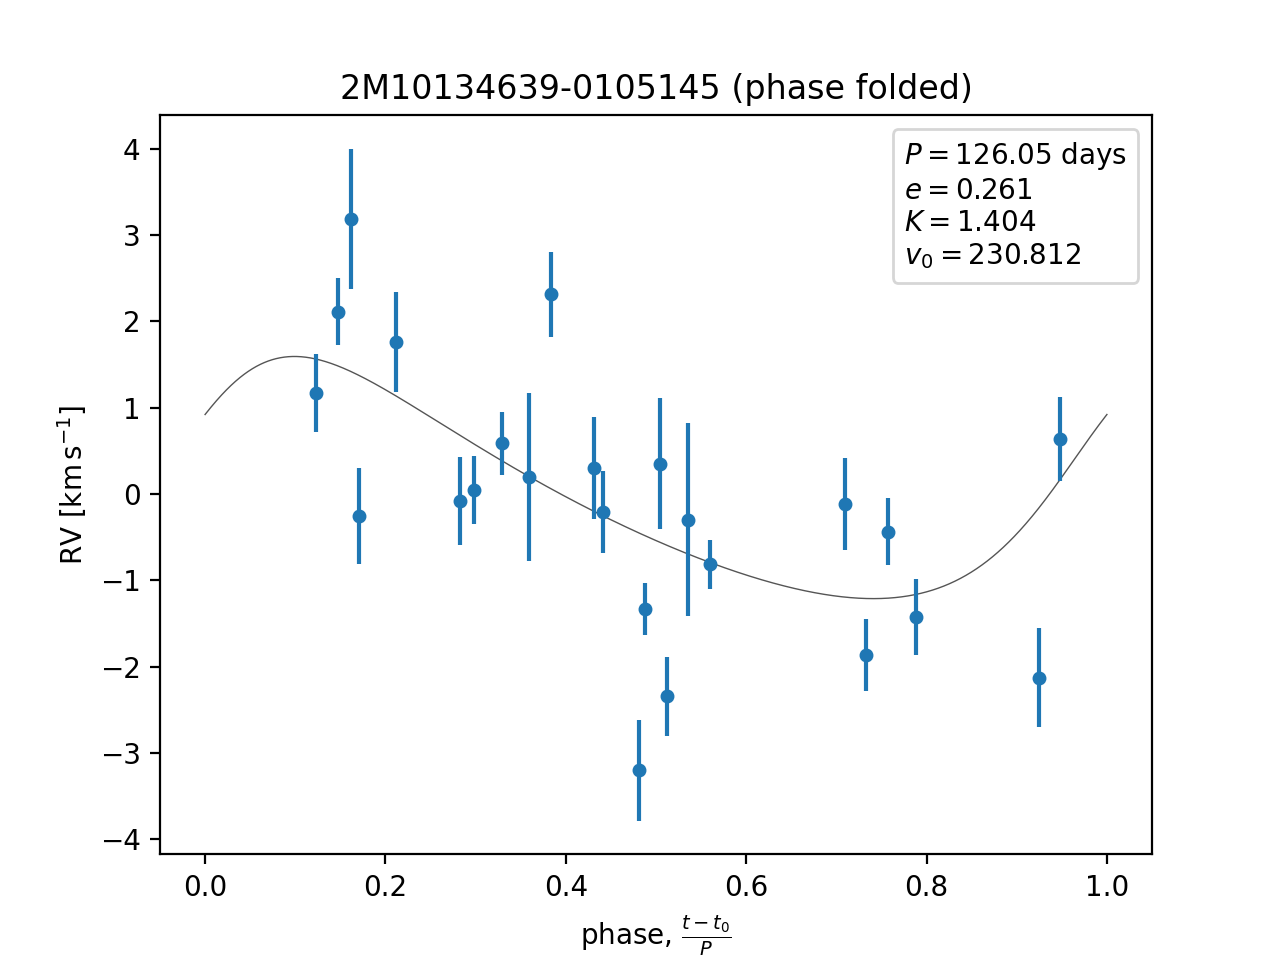 2M10134639-0105145 (phase folded)
P = 126.05 days
e = 0.261
K = 1.404
v₀ = 230.812
4
3
2
1
0
−1
−2
−3
−4
RV [km s⁻¹]
0.0 0.2 0.4 0.6 0.8 1.0
phase, (t − t₀)/P